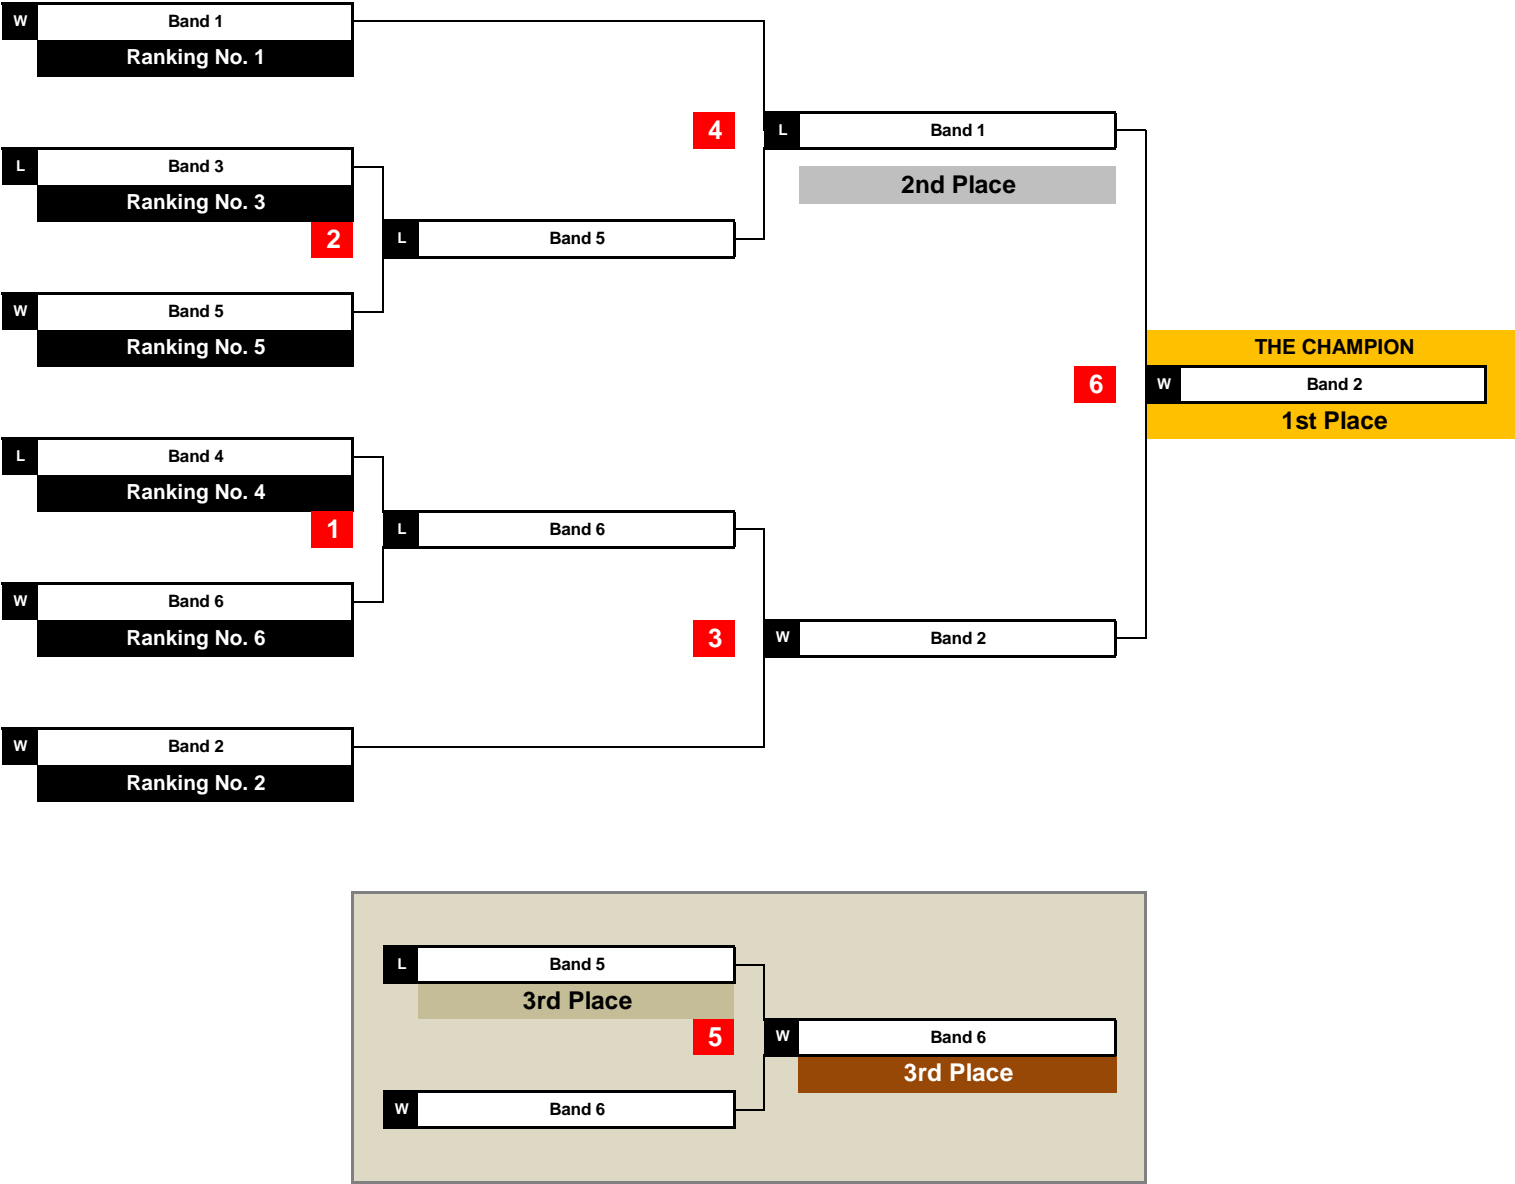 W Band 1
Ranking No. 1
4 L Band 1
2nd Place
L Band 3
Ranking No. 3
2 L Band 5
W Band 5
Ranking No. 5
THE CHAMPION
6 W Band 2
1st Place
L Band 4
Ranking No. 4
1 L Band 6
W Band 6
Ranking No. 6
3 W Band 2
W Band 2
Ranking No. 2
L Band 5
3rd Place
5 W Band 6
3rd Place
W Band 6